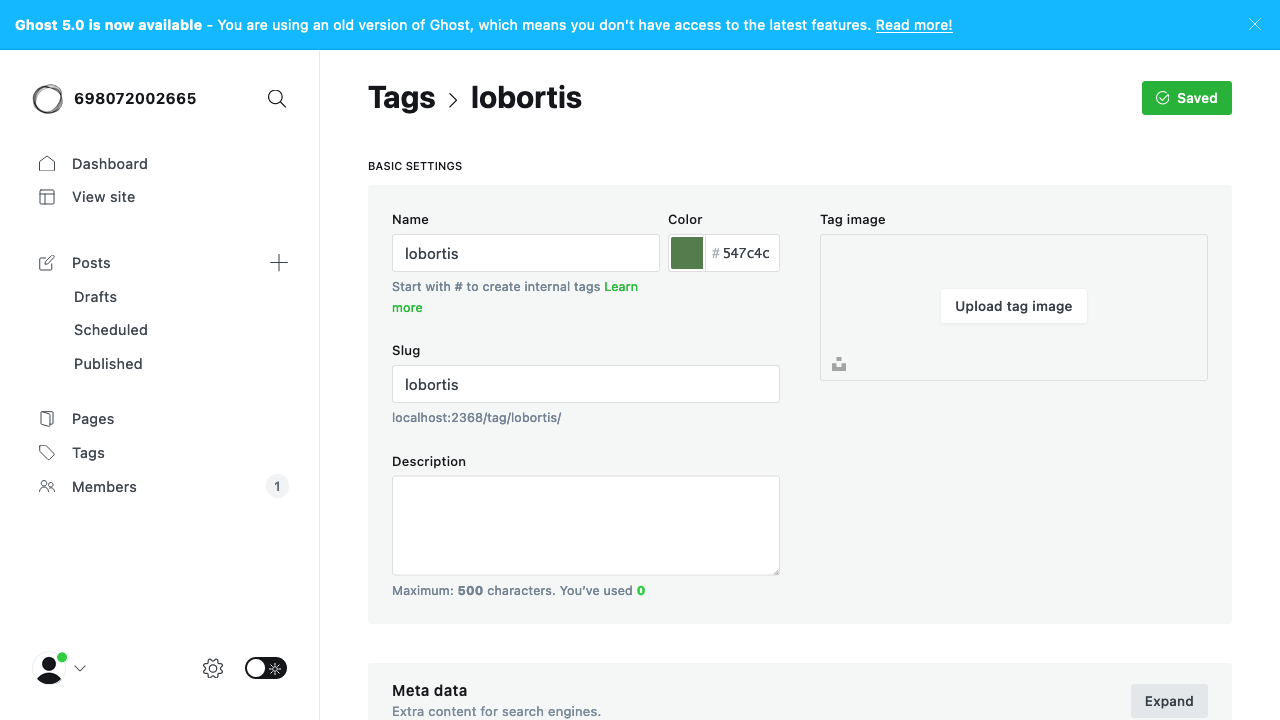 Ghost 5.0 is now available - You are using an old version of Ghost, which means you don't have access to the latest features. Read more!
698072002665
Dashboard
View site
Posts
Drafts
Scheduled
Published
Pages
Tags
Members
1
Tags > lobortis
Saved
BASIC SETTINGS
Name
lobortis
Start with # to create internal tags Learn
more
Color
# 547c4c
Slug
lobortis
localhost:2368/tag/lobortis/
Description
Maximum: 500 characters. You’ve used 0
Tag image
Upload tag image
Meta data
Extra content for search engines.
Expand